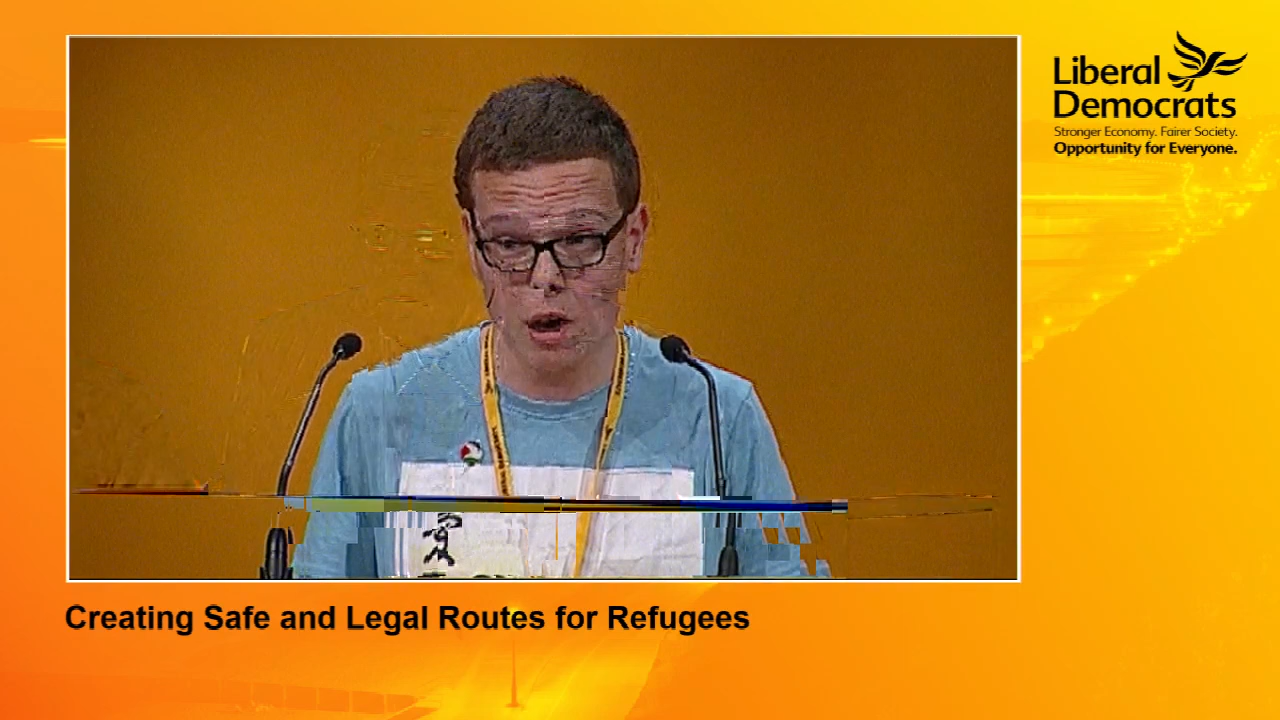 Liberal
Democrats
Stronger Economy. Fairer Society.
Opportunity for Everyone.
Creating Safe and Legal Routes for Refugees